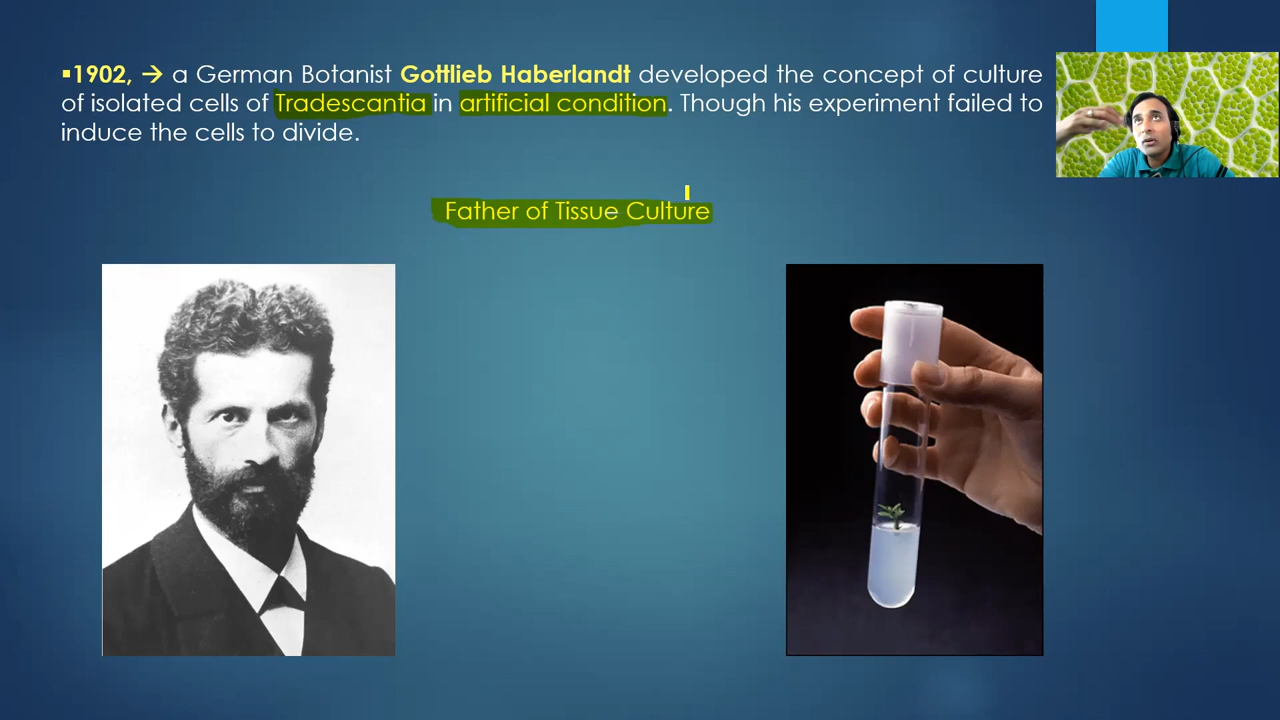 ▪1902, → a German Botanist Gottlieb Haberlandt developed the concept of culture
of isolated cells of Tradescantia in artificial condition. Though his experiment failed to
induce the cells to divide.
Father of Tissue Culture